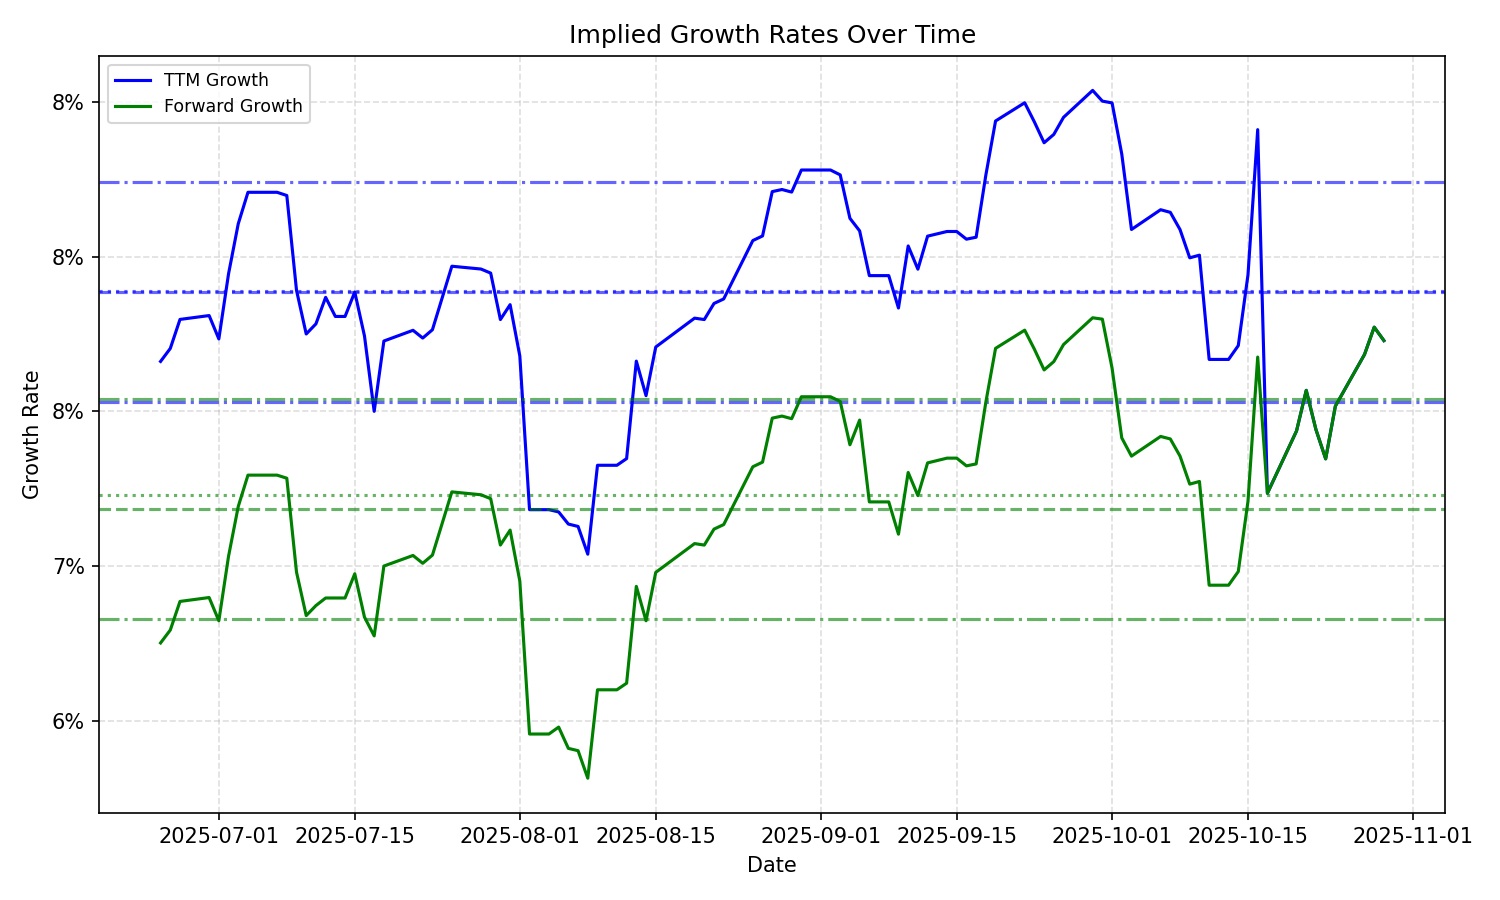 Implied Growth Rates Over Time
TTM Growth
Forward Growth
8%
8%
8%
7%
6%
Growth Rate
2025-07-01 2025-07-15 2025-08-01 2025-08-15 2025-09-01 2025-09-15 2025-10-01 2025-10-15 2025-11-01
Date